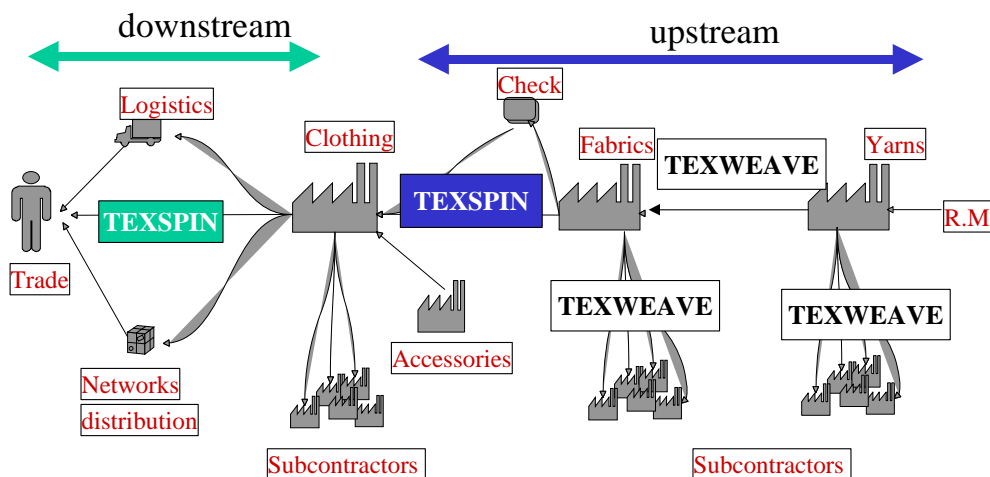 downstream
upstream
Check
Logistics
Clothing
Fabrics
Yarns
TEXWEAVE
TEXSPIN
TEXSPIN
R.M
Trade
TEXWEAVE
TEXWEAVE
Accessories
Networks
distribution
Subcontractors
Subcontractors